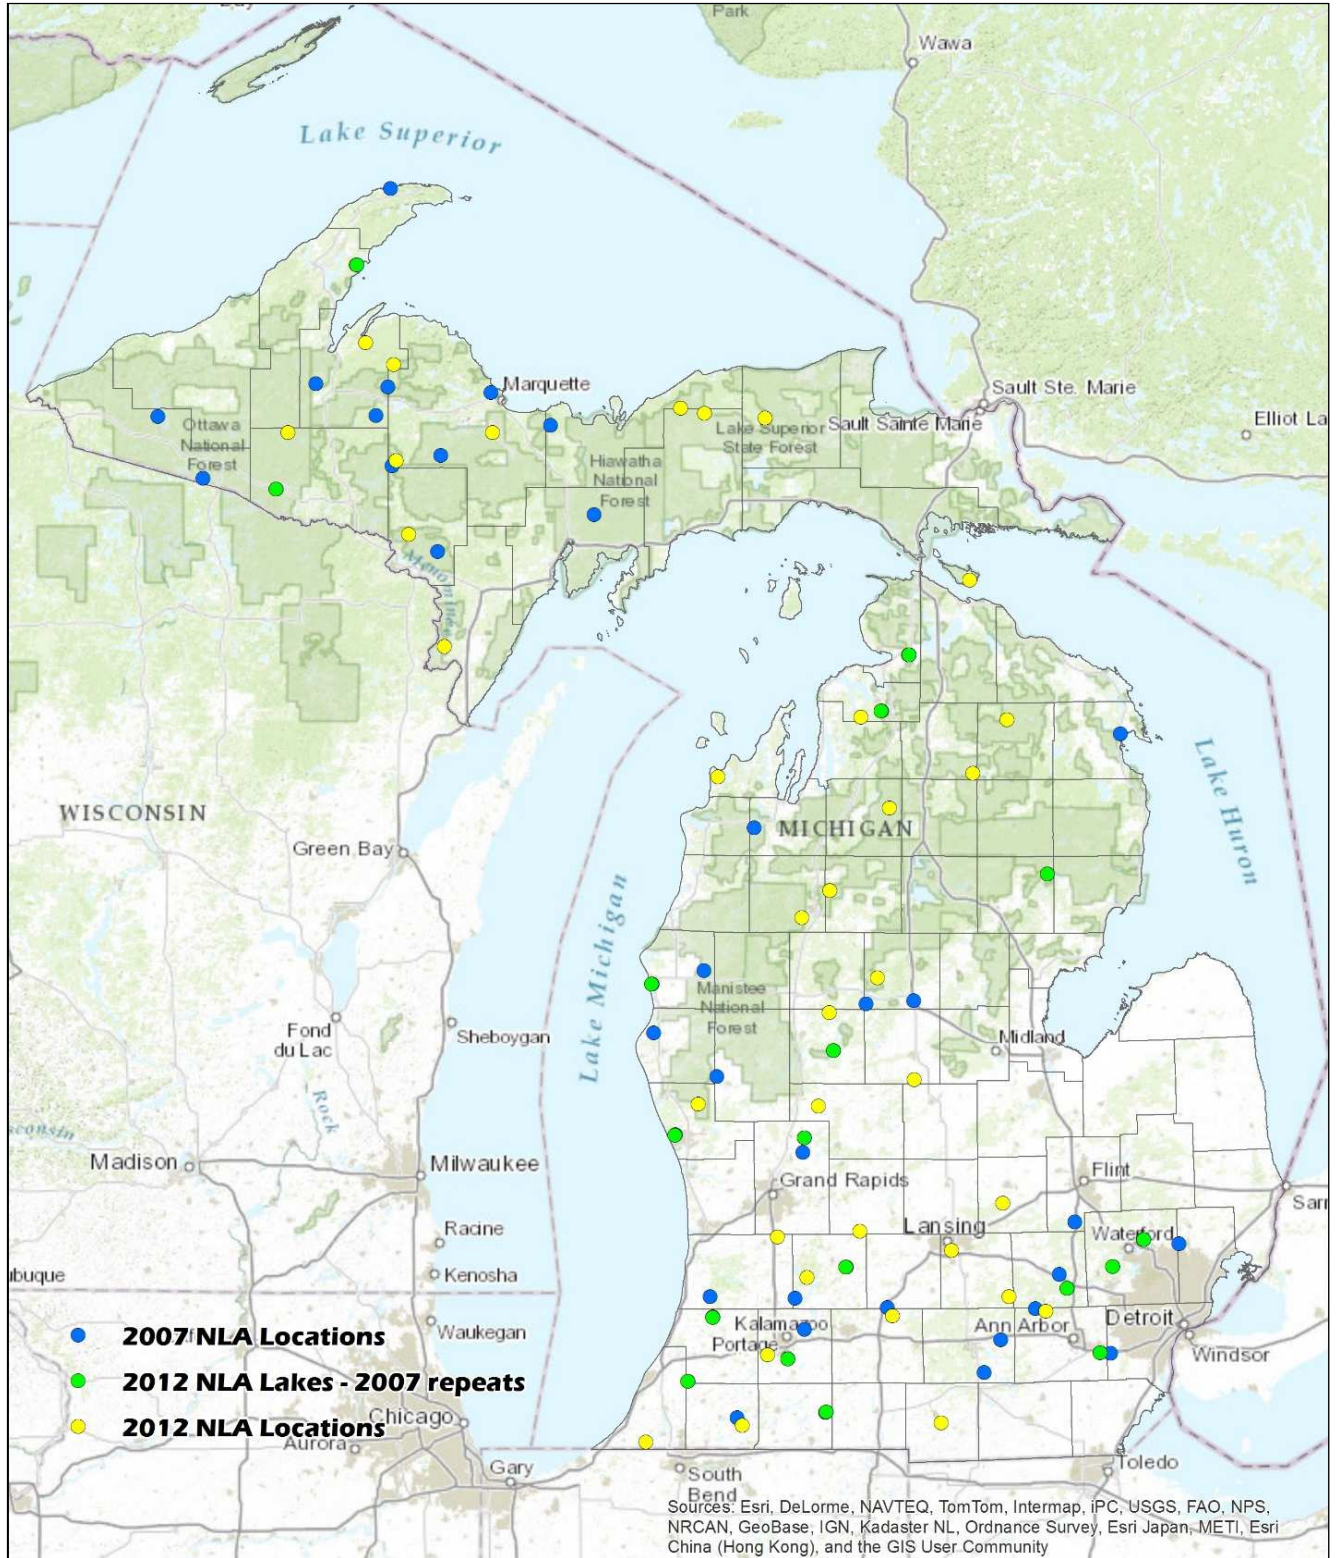 Park
Wawa
Lake Superior
Marquette
Sault Ste. Marie
Elliot La
Ottawa
National
Forest
Lake Superior
State Forest
Sault Sainte Marie
Hiawatha
National
Forest
Menominee
WISCONSIN
MICHIGAN
Lake Huron
Green Bay
Lake Michigan
Manistee
National
Forest
Fond
du Lac
Sheboygan
Midland
Rock
sconsin
Madison
Milwaukee
Flint
Grand Rapids
Sarn
Racine
Lansing
Waterford
Kenosha
ubuque
Waukegan
Kalamazoo
Portage
Ann Arbor
Detroit
Windsor
2007 NLA Locations
2012 NLA Lakes - 2007 repeats
2012 NLA Locations
Chicago
Aurora
Gary
South
Bend
Toledo
Sources: Esri, DeLorme, NAVTEQ, TomTom, Intermap, iPC, USGS, FAO, NPS,
NRCAN, GeoBase, IGN, Kadaster NL, Ordnance Survey, Esri Japan, METI, Esri
China (Hong Kong), and the GIS User Community